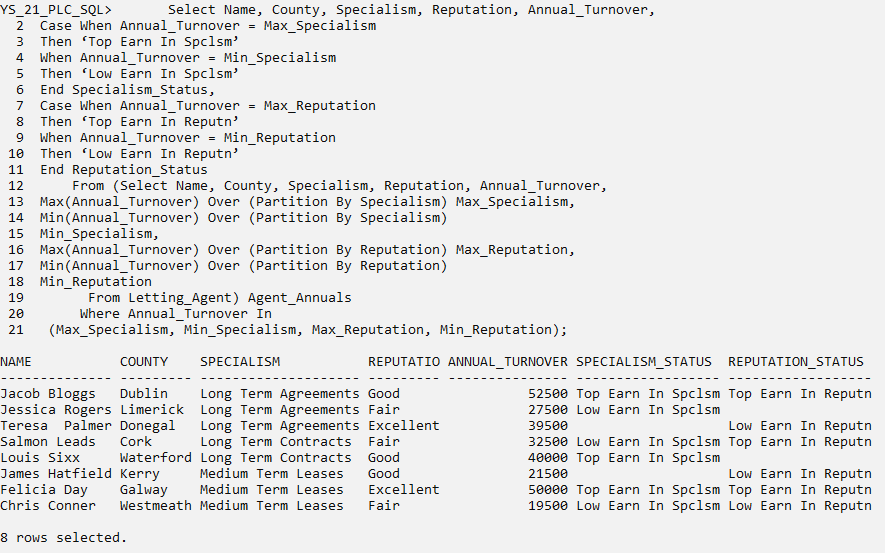 YS_21_PLC_SQL>       Select Name, County, Specialism, Reputation, Annual_Turnover,
  2  Case When Annual_Turnover = Max_Specialism
  3  Then ‘Top Earn In Spclsm’
  4  When Annual_Turnover = Min_Specialism
  5  Then ‘Low Earn In Spclsm’
  6  End Specialism_Status,
  7  Case When Annual_Turnover = Max_Reputation
  8  Then ‘Top Earn In Reputn’
  9  When Annual_Turnover = Min_Reputation
 10  Then ‘Low Earn In Reputn’
 11  End Reputation_Status
 12      From (Select Name, County, Specialism, Reputation, Annual_Turnover,
 13  Max(Annual_Turnover) Over (Partition By Specialism) Max_Specialism,
 14  Min(Annual_Turnover) Over (Partition By Specialism)
 15  Min_Specialism,
 16  Max(Annual_Turnover) Over (Partition By Reputation) Max_Reputation,
 17  Min(Annual_Turnover) Over (Partition By Reputation)
 18  Min_Reputation
 19        From Letting_Agent) Agent_Annuals
 20       Where Annual_Turnover In
 21   (Max_Specialism, Min_Specialism, Max_Reputation, Min_Reputation);
NAME           COUNTY    SPECIALISM           REPUTATIO ANNUAL_TURNOVER SPECIALISM_STATUS  REPUTATION_STATUS
-------------- --------- -------------------- --------- --------------- ------------------ ------------------
Jacob Bloggs   Dublin    Long Term Agreements Good                52500 Top Earn In Spclsm Top Earn In Reputn
Jessica Rogers Limerick  Long Term Agreements Fair                27500 Low Earn In Spclsm
Teresa  Palmer Donegal   Long Term Agreements Excellent           39500                    Low Earn In Reputn
Salmon Leads   Cork      Long Term Contracts  Fair                32500 Low Earn In Spclsm Top Earn In Reputn
Louis Sixx     Waterford Long Term Contracts  Good                40000 Top Earn In Spclsm
James Hatfield Kerry     Medium Term Leases   Good                21500                    Low Earn In Reputn
Felicia Day    Galway    Medium Term Leases   Excellent           50000 Top Earn In Spclsm Top Earn In Reputn
Chris Conner   Westmeath Medium Term Leases   Fair                19500 Low Earn In Spclsm Low Earn In Reputn
8 rows selected.